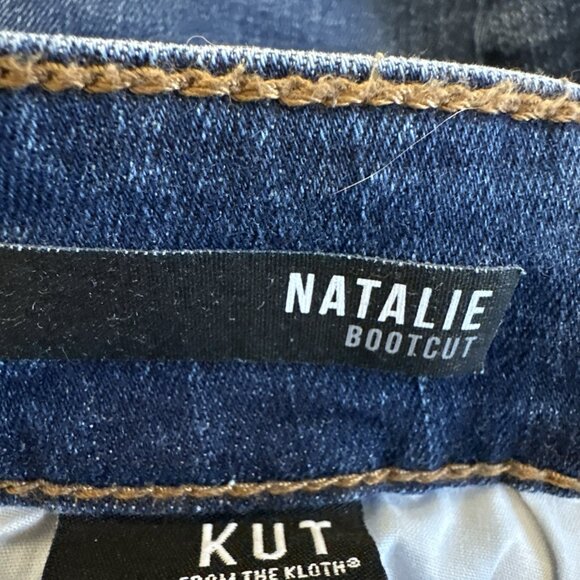 NATALIE
BOOTCUT
KUT
FROM THE KLOTH®